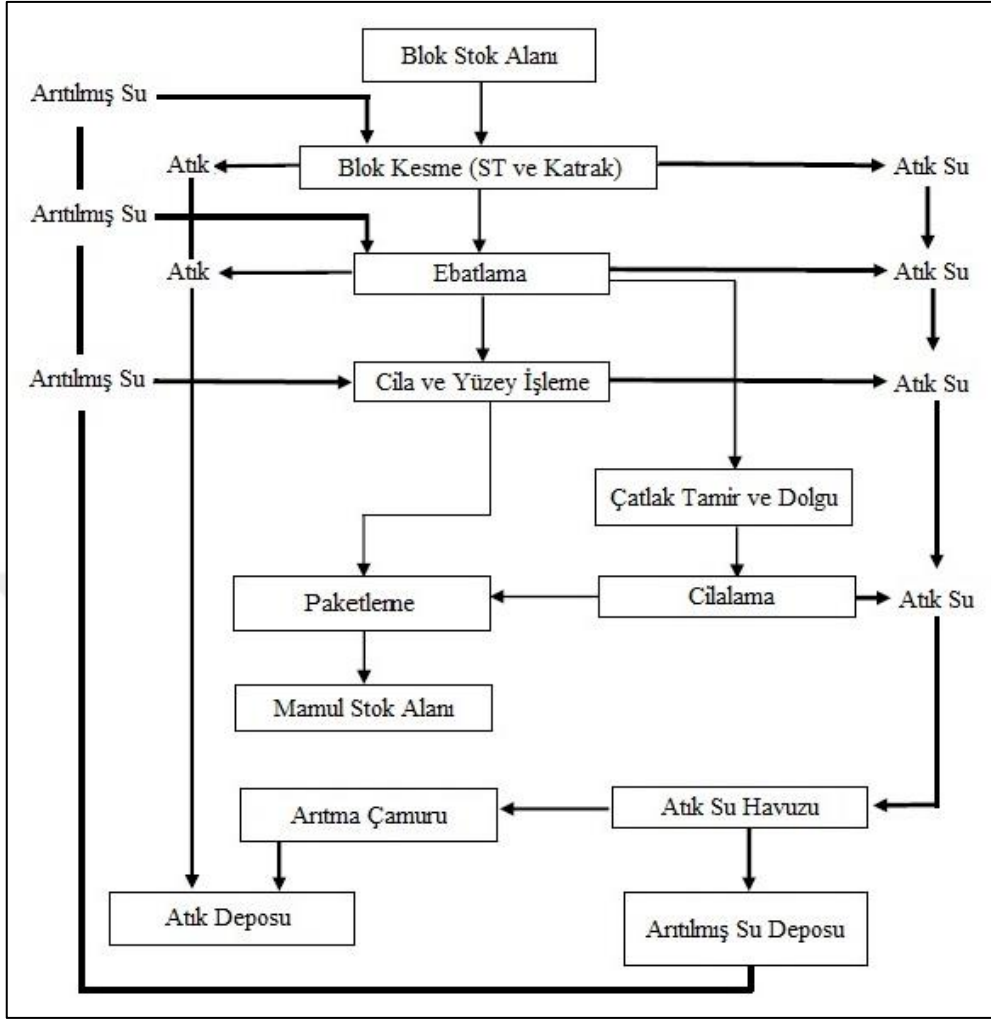 Blok Stok Alanı
Arıtılmış Su
Atık
Blok Kesme (ST ve Katrak)
Atık Su
Arıtılmış Su
Atık
Ebatlama
Atık Su
Arıtılmış Su
Cila ve Yüzey İşleme
Atık Su
Çatlak Tamir ve Dolgu
Paketleme
Cilalama
Atık Su
Mamul Stok Alanı
Arıtma Çamuru
Atık Su Havuzu
Atık Deposu
Arıtılmış Su Deposu